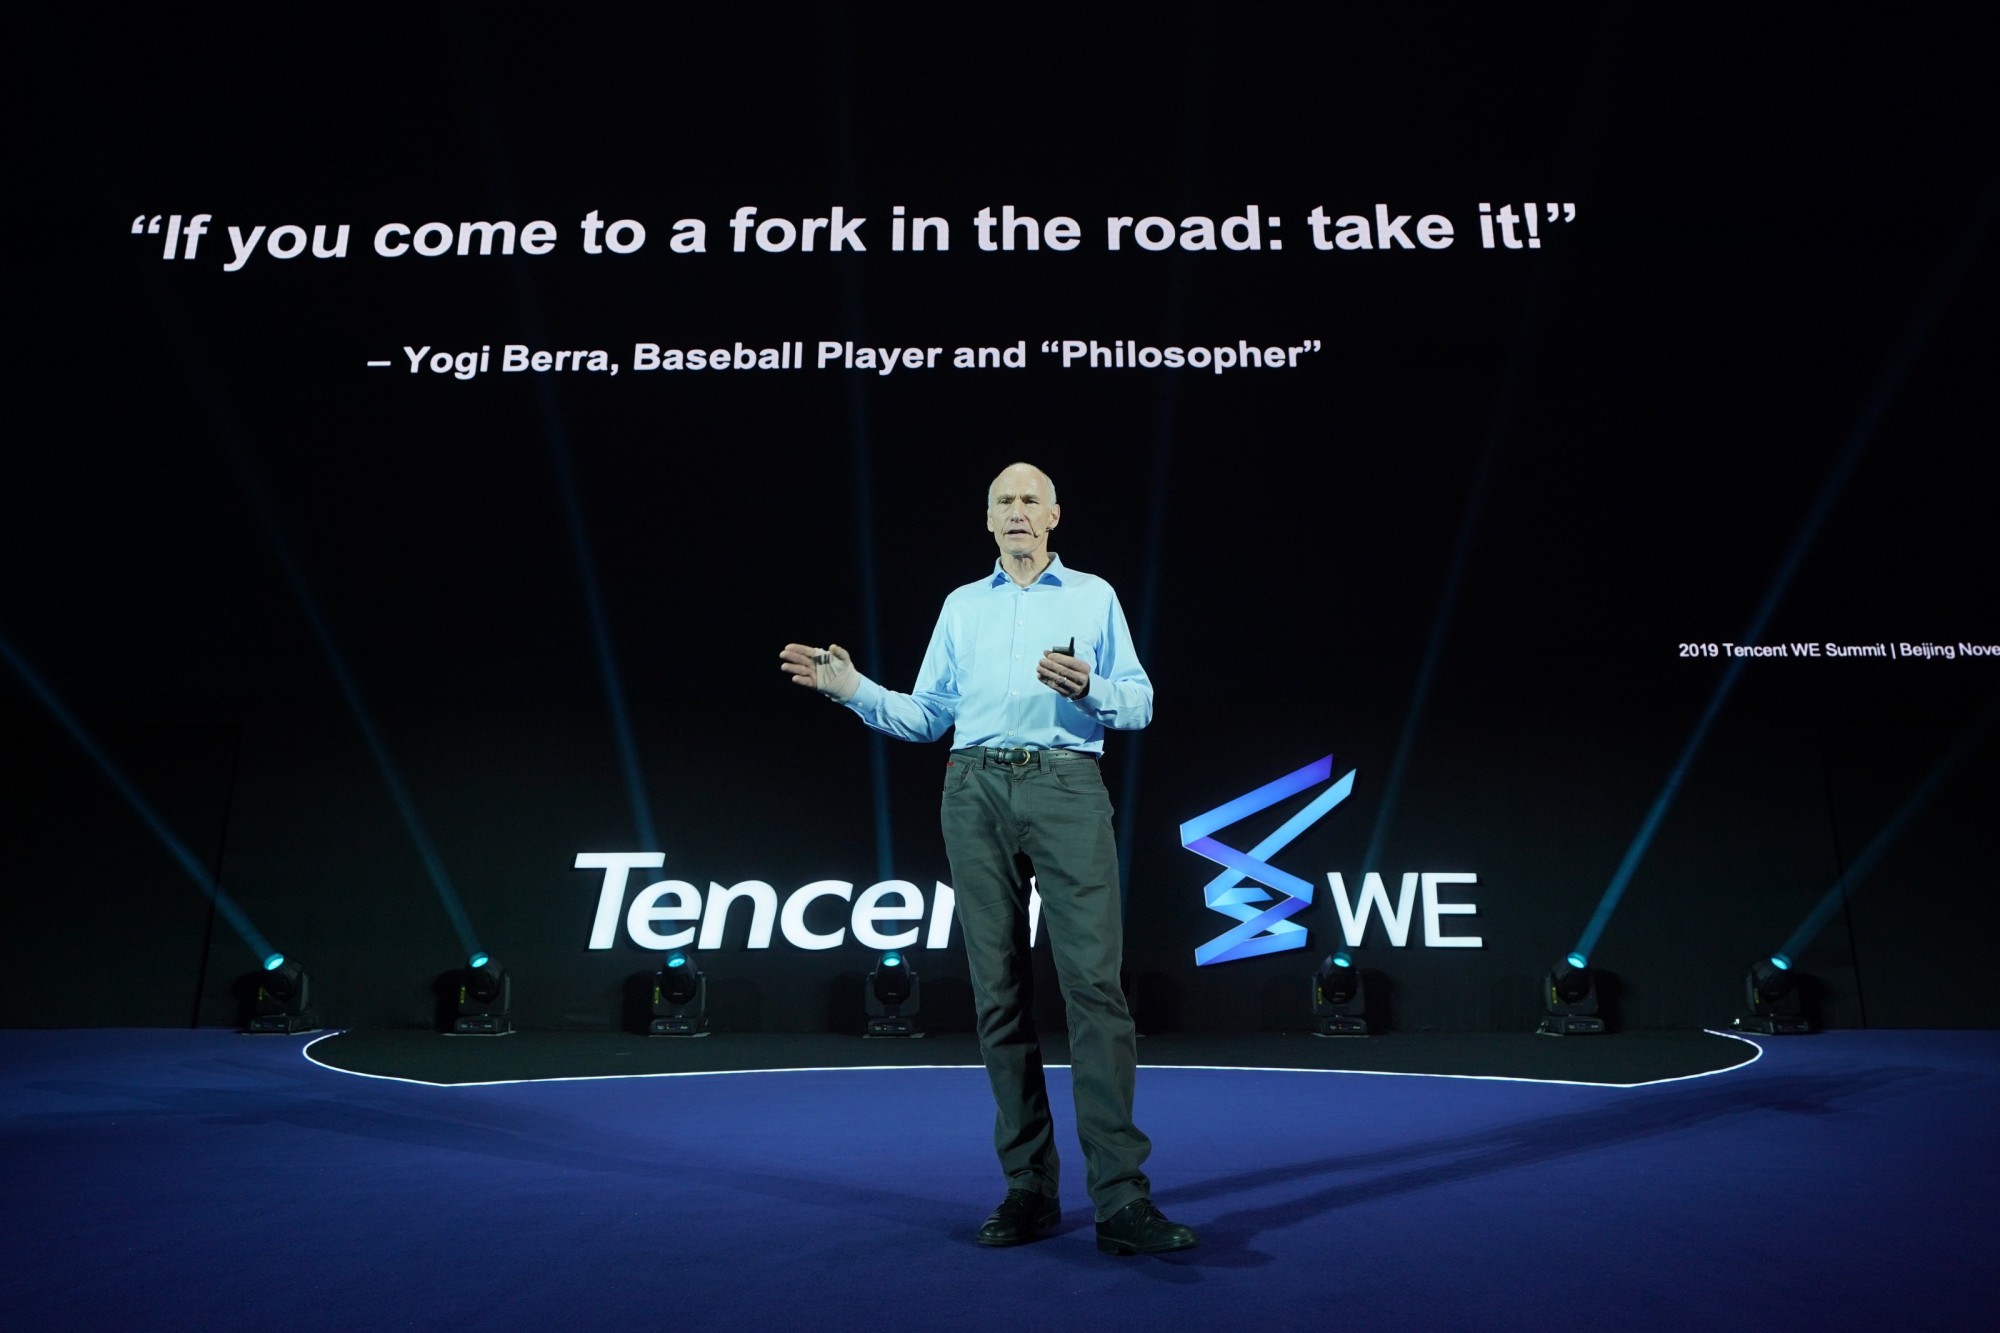 “If you come to a fork in the road: take it!”
– Yogi Berra, Baseball Player and “Philosopher”
2019 Tencent WE Summit | Beijing Nove
Tencent WE